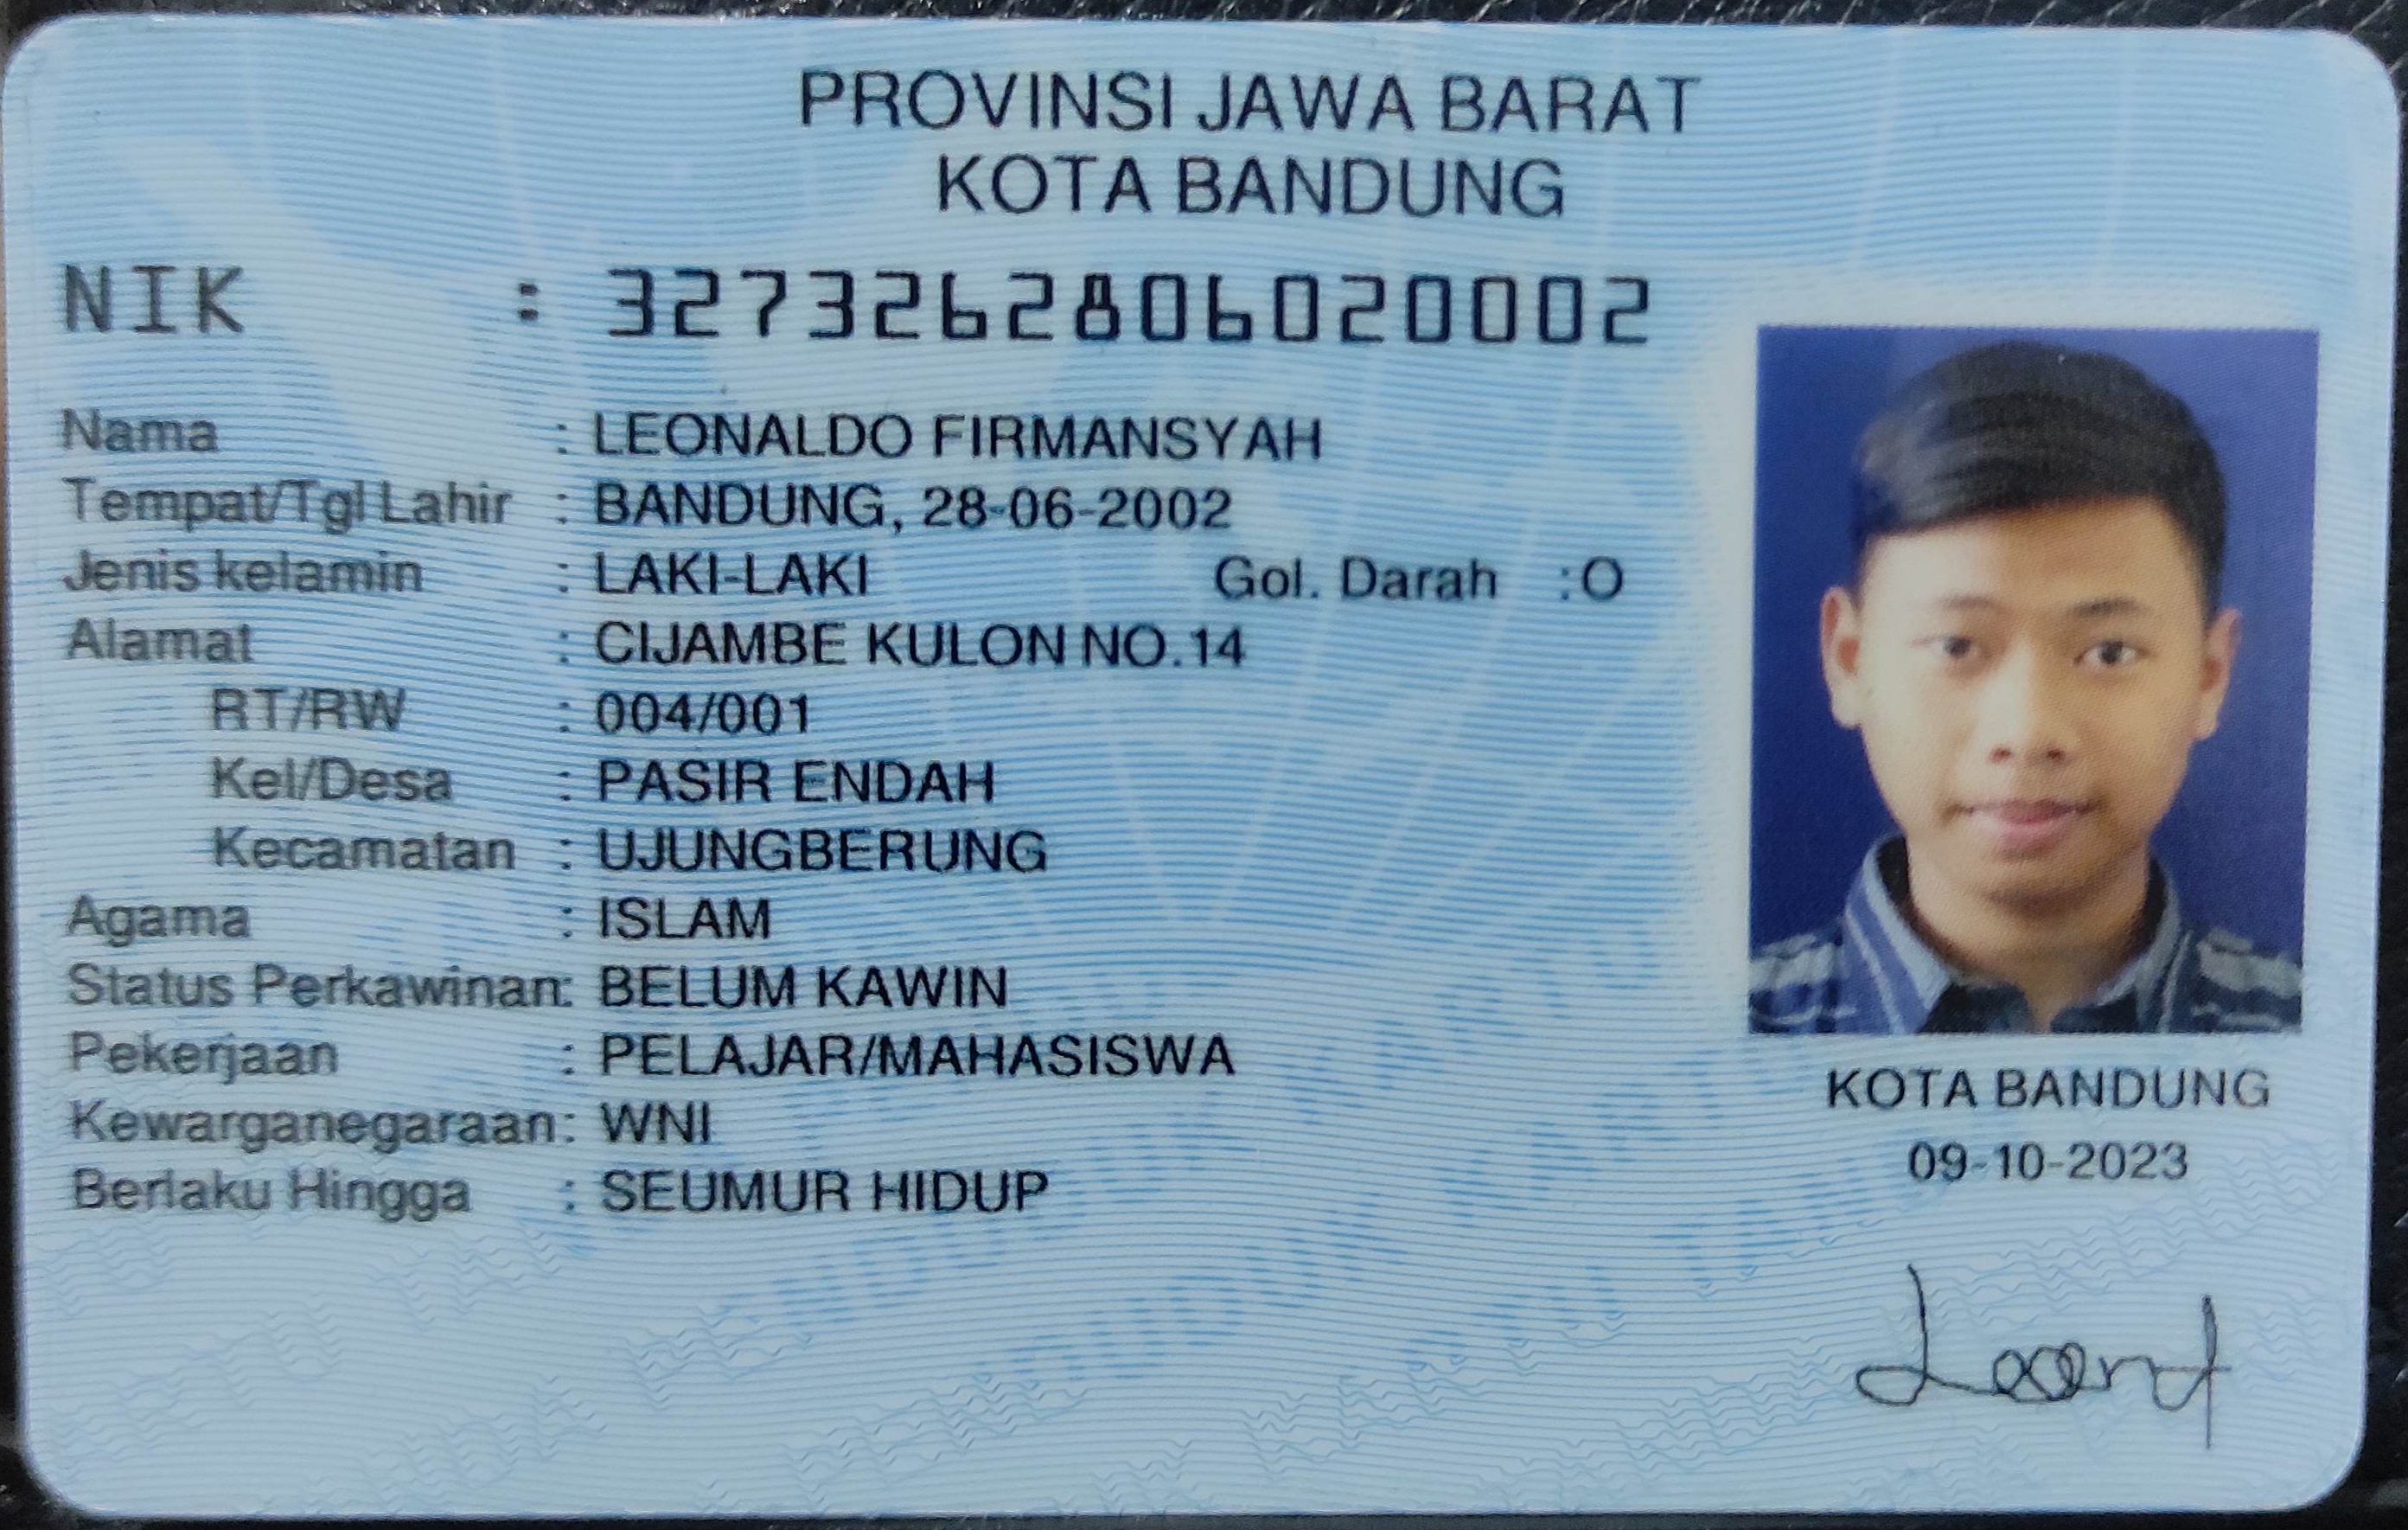 PROVINSI JAWA BARAT
KOTA BANDUNG
NIK : 3273262806020002
Nama : LEONALDO FIRMANSYAH
Tempat/Tgl Lahir : BANDUNG, 28-06-2002
Jenis kelamin : LAKI-LAKI Gol. Darah :O
Alamat : CIJAMBE KULON NO.14
RT/RW : 004/001
Kel/Desa : PASIR ENDAH
Kecamatan : UJUNGBERUNG
Agama : ISLAM
Status Perkawinan: BELUM KAWIN
Pekerjaan : PELAJAR/MAHASISWA
Kewarganegaraan: WNI
Berlaku Hingga : SEUMUR HIDUP
KOTA BANDUNG
09-10-2023